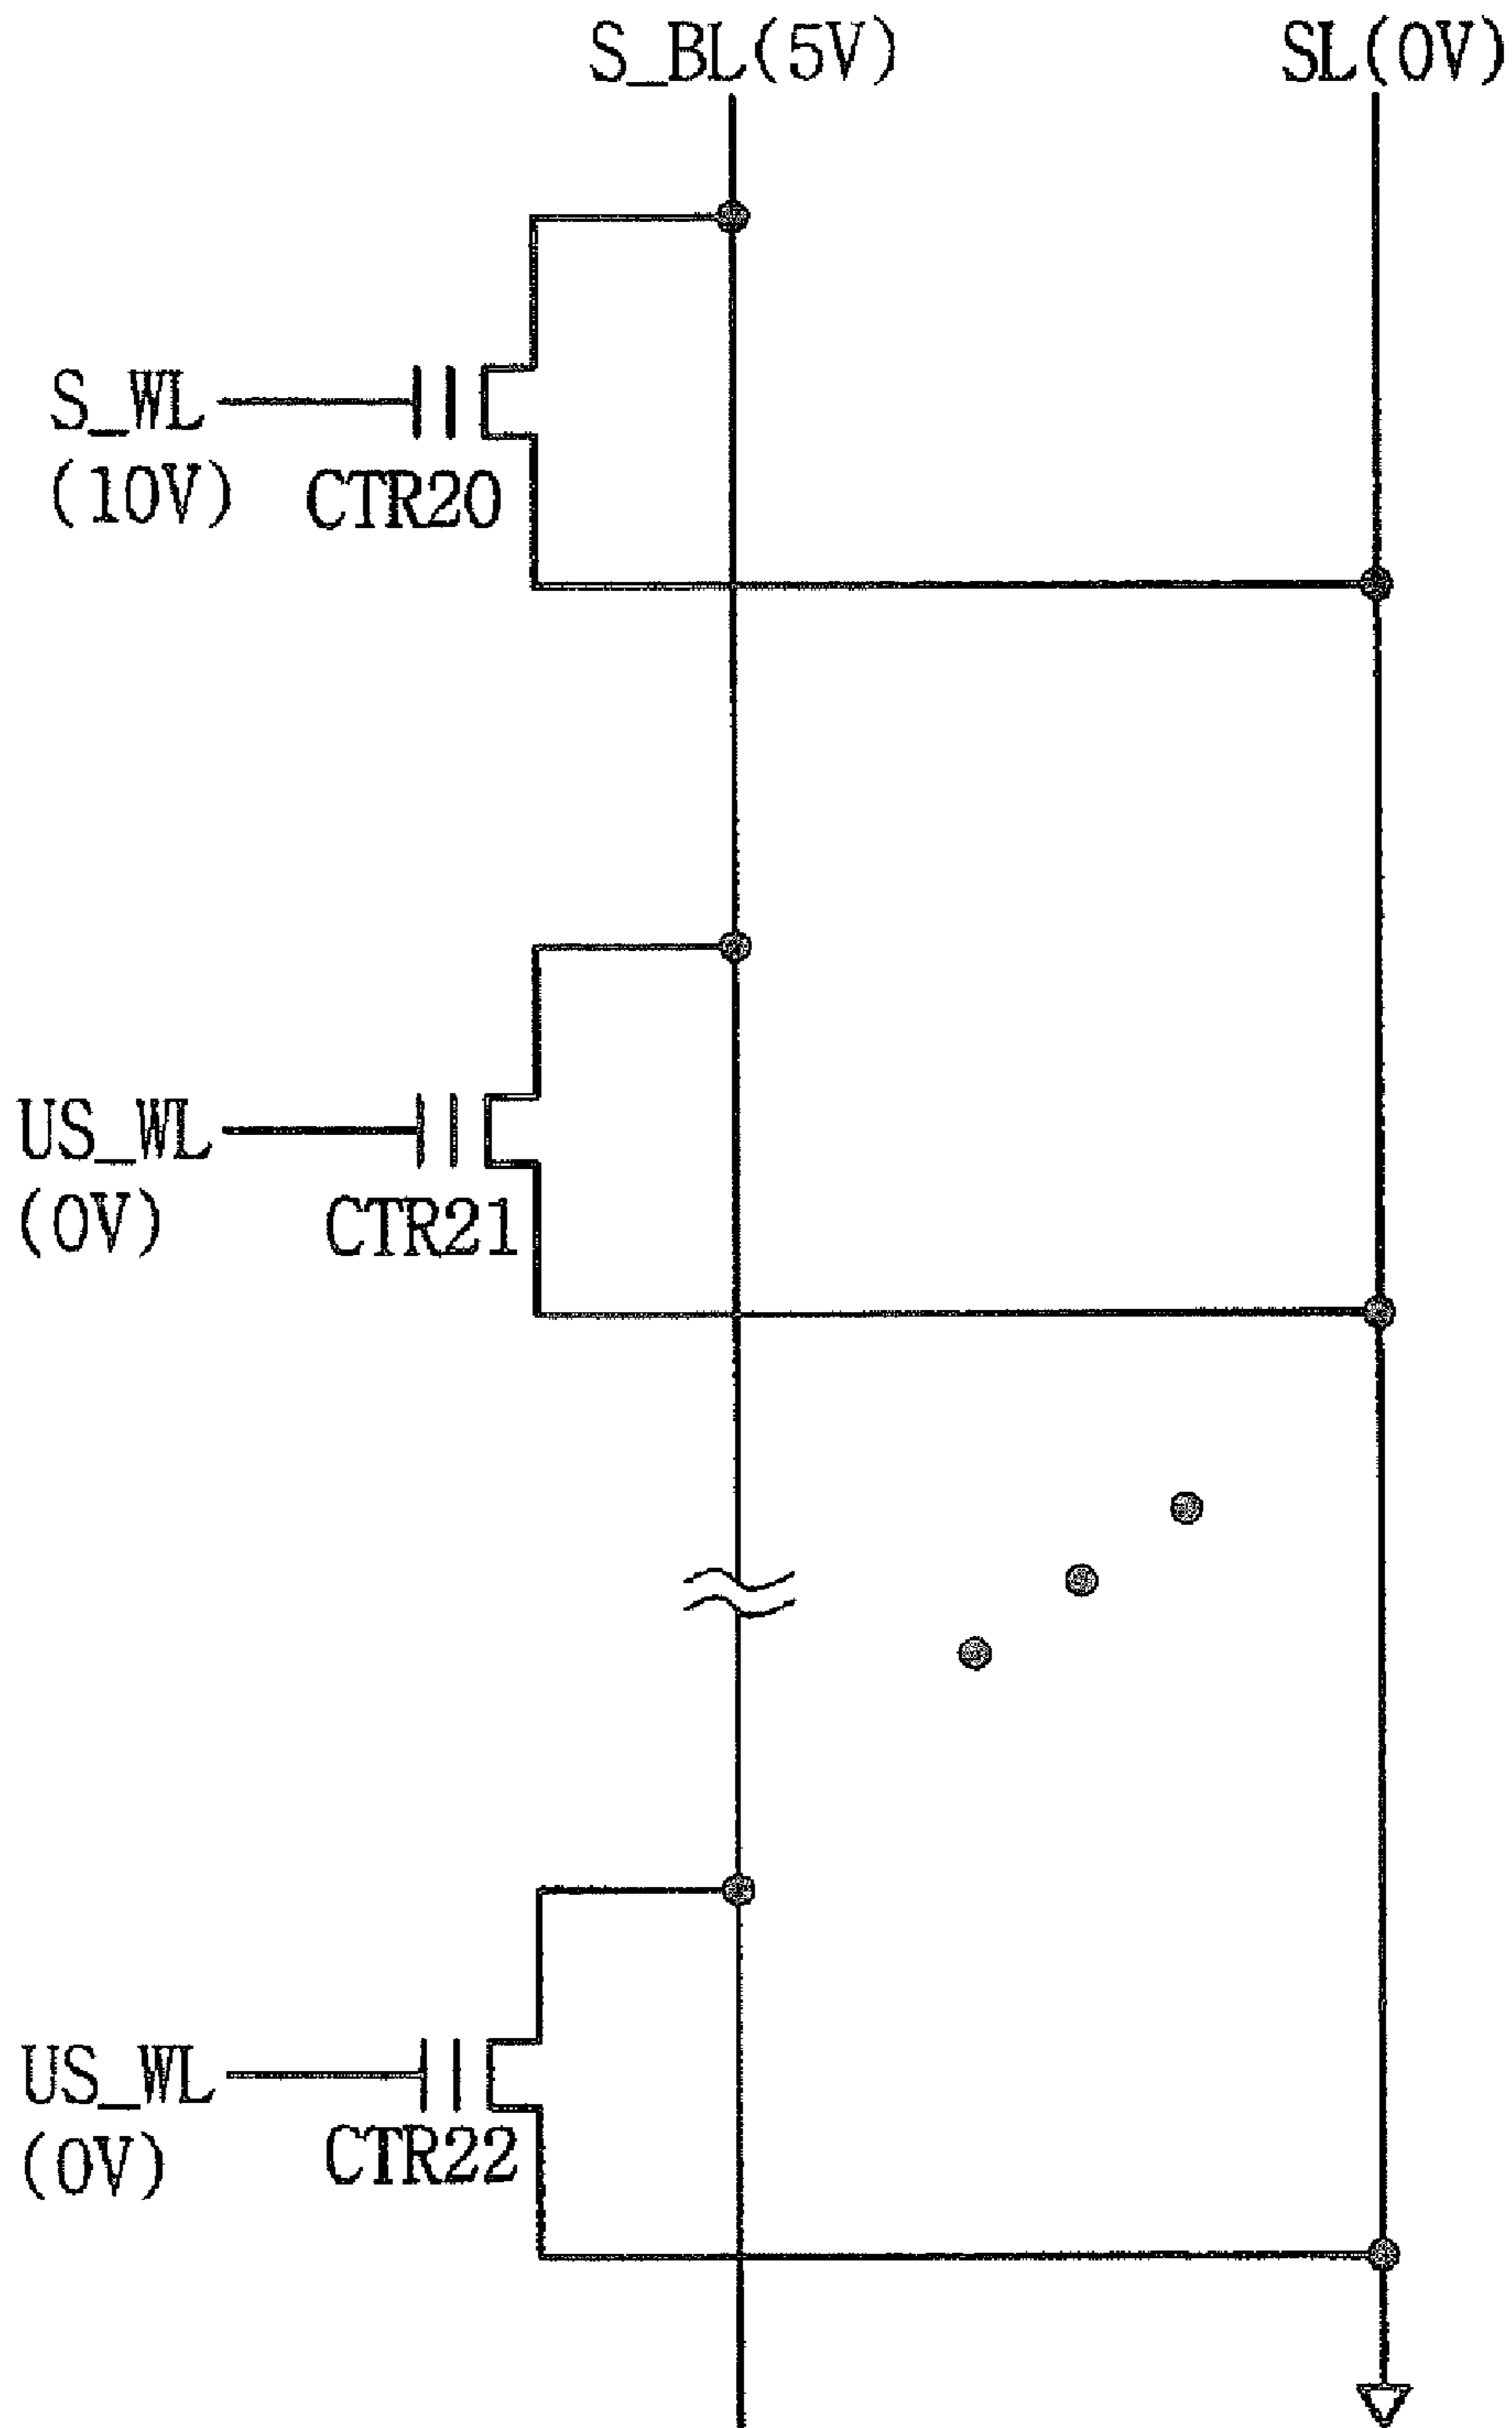 S_BL(5V)
SL(0V)
S_WL
(10V)
CTR20
US_WL
(0V)
CTR21
US_WL
(0V)
CTR22